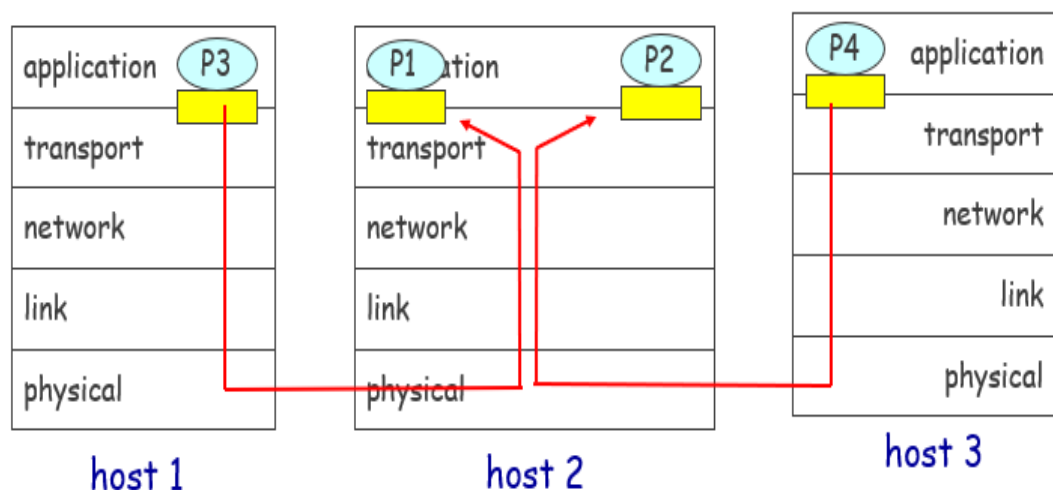 application P3
transport
network
link
physical
host 1
P1 ation P2
transport
network
link
physical
host 2
P4 application
transport
network
link
physical
host 3